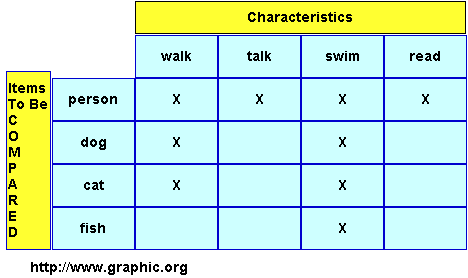 Characteristics
walk talk swim read
Items
To Be
C
O
M
P
A
R
E
D
person X X X X
dog X X
cat X X
fish X
http://www.graphic.org